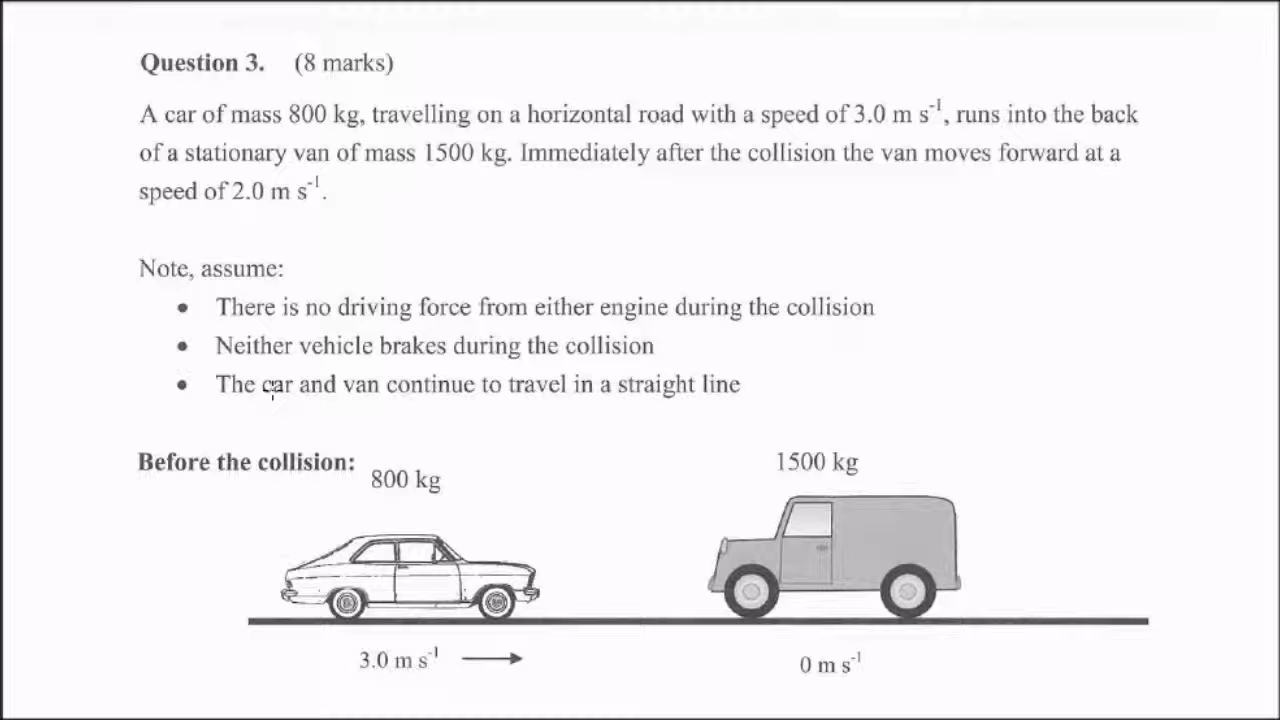 Question 3. (8 marks)
A car of mass 800 kg, travelling on a horizontal road with a speed of 3.0 m s⁻¹, runs into the back
of a stationary van of mass 1500 kg. Immediately after the collision the van moves forward at a
speed of 2.0 m s⁻¹.
Note, assume:
• There is no driving force from either engine during the collision
• Neither vehicle brakes during the collision
• The car and van continue to travel in a straight line
Before the collision:
800 kg
1500 kg
3.0 m s⁻¹
0 m s⁻¹